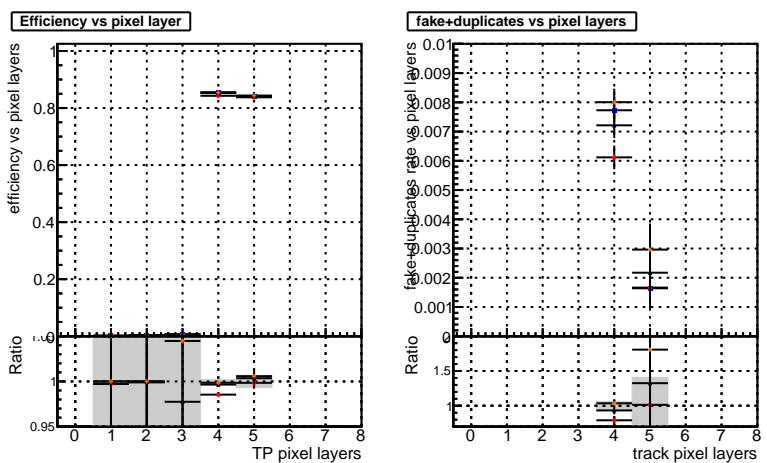 Efficiency vs pixel layer
efficiency vs pixel layers
1
0.8
0.6
0.4
0.2
0
Ratio
1
0.95
0 1 2 3 4 5 6 7 8
TP pixel layers
fake+duplicates vs pixel layers
fake+duplicates rate vs pixel layers
0.01
0.009
0.008
0.007
0.006
0.005
0.004
0.003
0.002
0.001
0
Ratio
1.5
1
0 1 2 3 4 5 6 7 8
track pixel layers